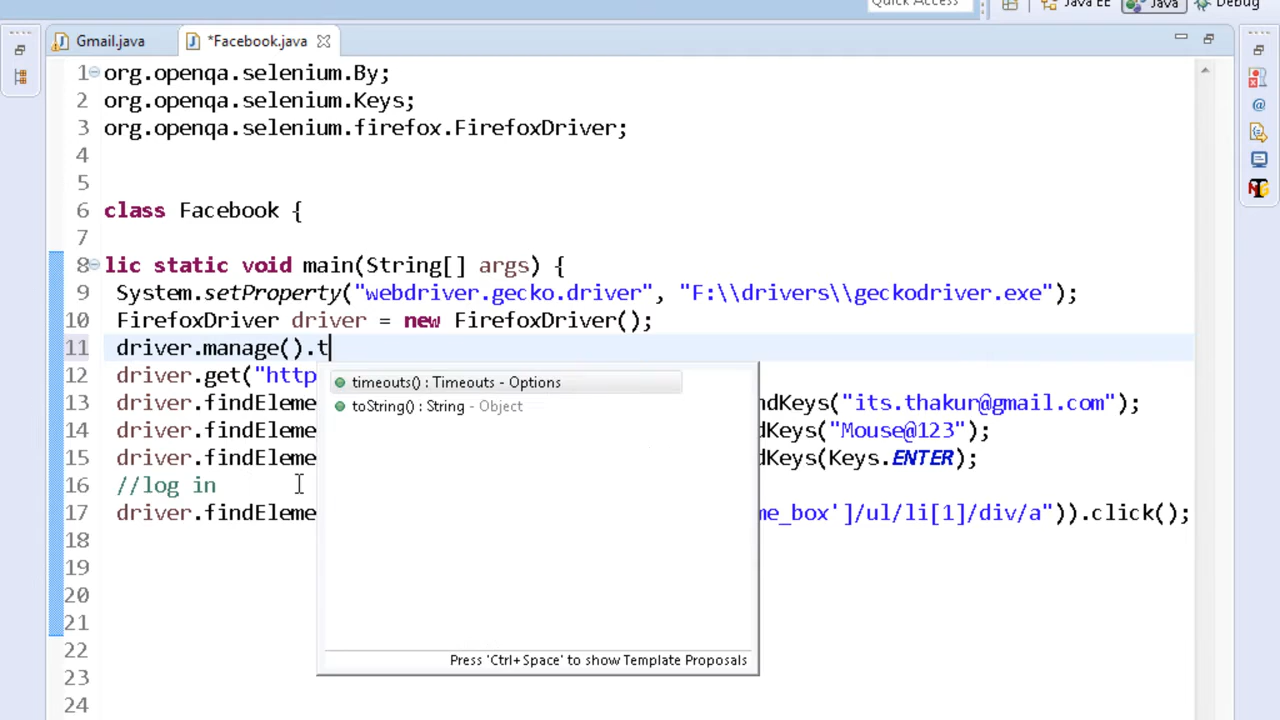 Quick Access
Java EE
Java
Debug
Gmail.java
*Facebook.java
1 org.openqa.selenium.By;
2 org.openqa.selenium.Keys;
3 org.openqa.selenium.firefox.FirefoxDriver;
4
5
6 class Facebook {
7
8 lic static void main(String[] args) {
9 System.setProperty("webdriver.gecko.driver", "F:\\drivers\\geckodriver.exe");
10 FirefoxDriver driver = new FirefoxDriver();
11 driver.manage().t
12 driver.get("http
timeouts() : Timeouts - Options
13 driver.findEleme ndKeys("its.thakur@gmail.com");
toString() : String - Object
14 driver.findEleme ndKeys("Mouse@123");
15 driver.findEleme dKeys(Keys.ENTER);
16 //log in
17 driver.findEleme me_box']/ul/li[1]/div/a")).click();
18
19
20
21
22
Press 'Ctrl+Space' to show Template Proposals
23
24